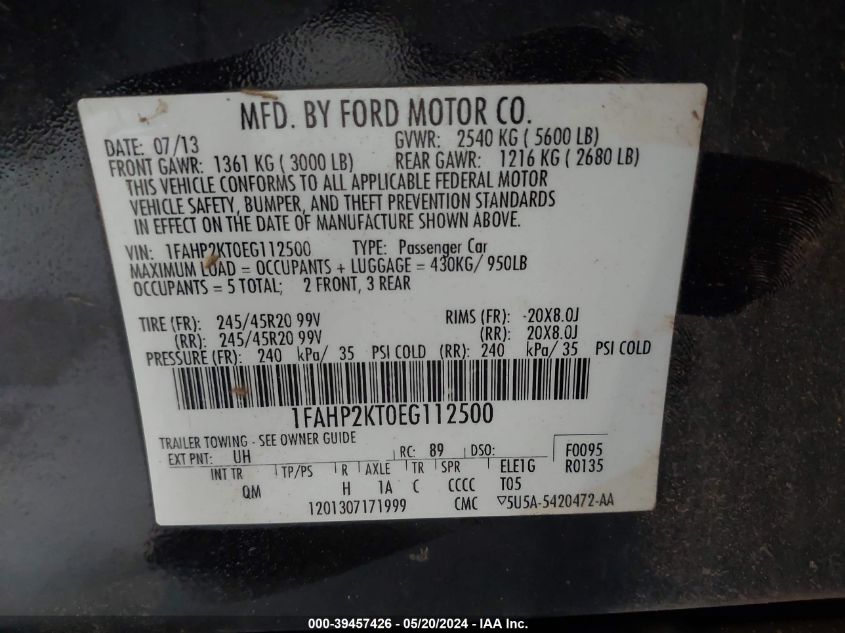 MFD. BY FORD MOTOR CO.
DATE: 07/13 GVWR: 2540 KG ( 5600 LB)
FRONT GAWR: 1361 KG ( 3000 LB) REAR GAWR: 1216 KG ( 2680 LB)
THIS VEHICLE CONFORMS TO ALL APPLICABLE FEDERAL MOTOR
VEHICLE SAFETY, BUMPER, AND THEFT PREVENTION STANDARDS
IN EFFECT ON THE DATE OF MANUFACTURE SHOWN ABOVE.
VIN: 1FAHP2KT0EG112500 TYPE: Passenger Car
MAXIMUM LOAD = OCCUPANTS + LUGGAGE = 430KG/ 950LB
OCCUPANTS = 5 TOTAL; 2 FRONT, 3 REAR
TIRE (FR): 245/45R20 99V RIMS (FR): -20X8.0J
(RR): 245/45R20 99V (RR): 20X8.0J
PRESSURE (FR): 240 kPa/ 35 PSI COLD (RR): 240 kPa/ 35 PSI COLD
1FAHP2KT0EG112500
TRAILER TOWING - SEE OWNER GUIDE
EXT PNT: UH RC: 89 DSO: F0095
INT TR TP/PS R AXLE TR SPR ELE1G R0135
QM H 1A C CCCC T05
1201307171999 CMC ▽5U5A-5420472-AA
000-39457426 - 05/20/2024 - IAA Inc.